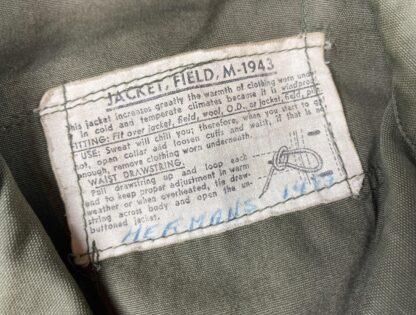 JACKET, FIELD, M-1943
This jacket increases greatly the warmth of clothing worn under
in cold and temperate climates because it is windproof.
FITTING: Fit over jacket, field, wool, O.D. or jacket, field, pile.
USE: Sweat will chill you; therefore, when you start to
hot, open collar and loosen cuffs and waist, if that is not
enough, remove clothing worn underneath.
WAIST DRAWSTRING:
Pull drawstring up and loop each
end to keep proper adjustment in warm
weather or when overheated, tie draw-
string across body and open the un-
buttoned jacket.
HERMANS